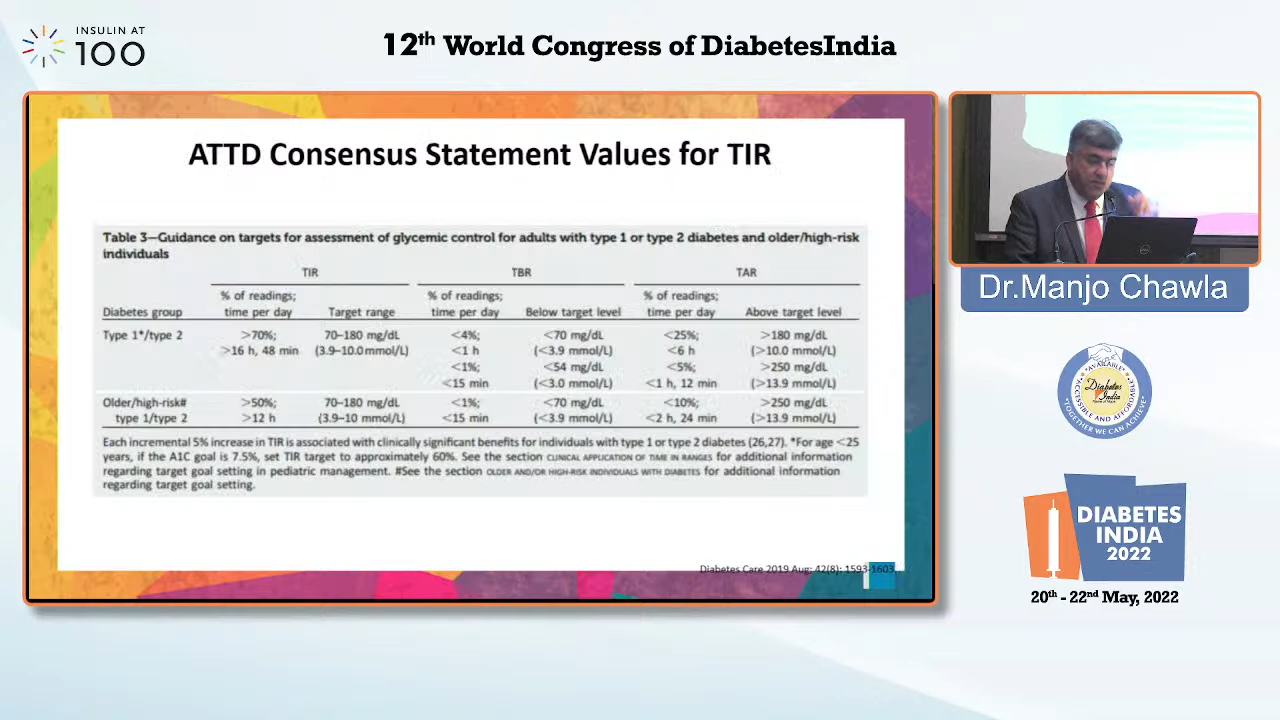 INSULIN AT
100
12th World Congress of DiabetesIndia
ATTD Consensus Statement Values for TIR
Table 3—Guidance on targets for assessment of glycemic control for adults with type 1 or type 2 diabetes and older/high-risk
individuals
TIR TBR TAR
% of readings; % of readings; % of readings;
Diabetes group time per day Target range time per day Below target level time per day Above target level
Type 1*/type 2 >70%; 70–180 mg/dL <4%; <70 mg/dL <25%; >180 mg/dL
>16 h, 48 min (3.9–10.0 mmol/L) <1 h (<3.9 mmol/L) <6 h (>10.0 mmol/L)
<1%; <54 mg/dL <5%; >250 mg/dL
<15 min (<3.0 mmol/L) <1 h, 12 min (>13.9 mmol/L)
Older/high-risk# >50%; 70–180 mg/dL <1%; <70 mg/dL <10%; >250 mg/dL
type 1/type 2 >12 h (3.9–10 mmol/L) <15 min (<3.9 mmol/L) <2 h, 24 min (>13.9 mmol/L)
Each incremental 5% increase in TIR is associated with clinically significant benefits for individuals with type 1 or type 2 diabetes (26,27). *For age <25
years, if the A1C goal is 7.5%, set TIR target to approximately 60%. See the section CLINICAL APPLICATION OF TIME IN RANGES for additional information
regarding target goal setting in pediatric management. #See the section OLDER AND/OR HIGH-RISK INDIVIDUALS WITH DIABETES for additional information
regarding target goal setting.
Diabetes Care 2019 Aug; 42(8): 1593-1603.
Dr.Manjo Chawla
"AVAILABLE,
ACCESSIBLE AND AFFORDABLE"
Diabetes
India
"TOGETHER WE CAN ACHIEVE"
DIABETES
INDIA
2022
20th - 22nd May, 2022